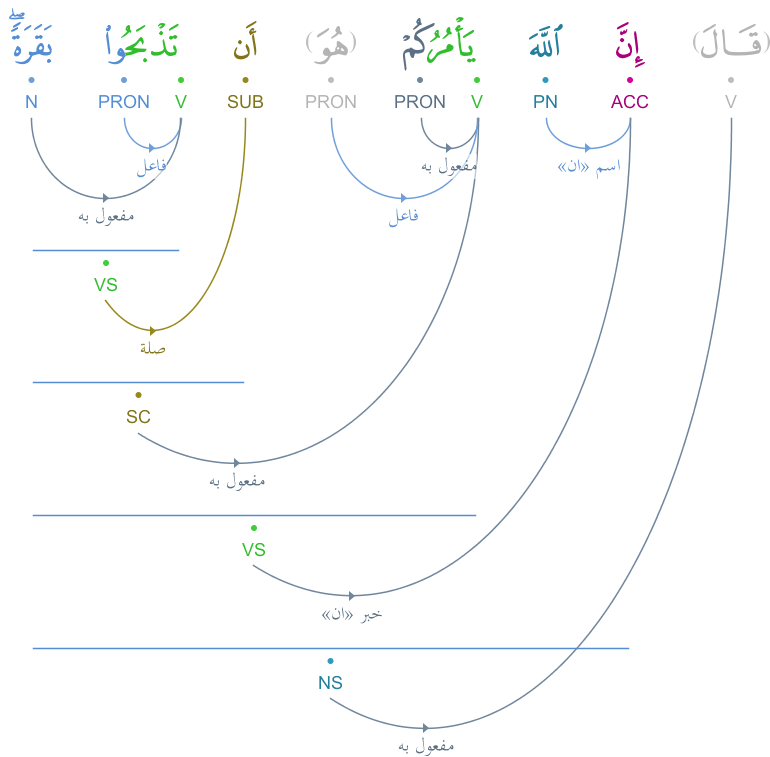 (قَالَ) إِنَّ ٱللَّهَ يَأْمُرُكُمْ (هُوَ) أَن تَذْبَحُوا۟ بَقَرَةً ۖ
V ACC PN V PRON PRON SUB V PRON N
اسم «ان» مفعول به فاعل
فاعل مفعول به
VS
صلة
SC
مفعول به
VS
خبر «ان»
NS
مفعول به